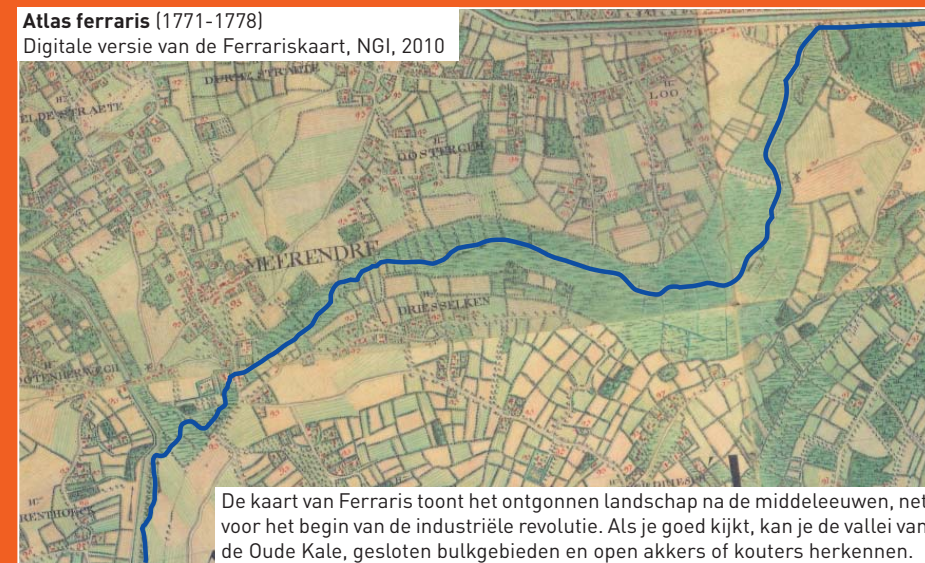 Atlas ferraris (1771-1778)
Digitale versie van de Ferrariskaart, NGI, 2010
ELDE STRAETE
LOO
OOSTERGEM
MEERENDRE
DRIESSELKEN
De kaart van Ferraris toont het ontgonnen landschap na de middeleeuwen, net
voor het begin van de industriële revolutie. Als je goed kijkt, kan je de vallei van
de Oude Kale, gesloten bulkgebieden en open akkers of kouters herkennen.